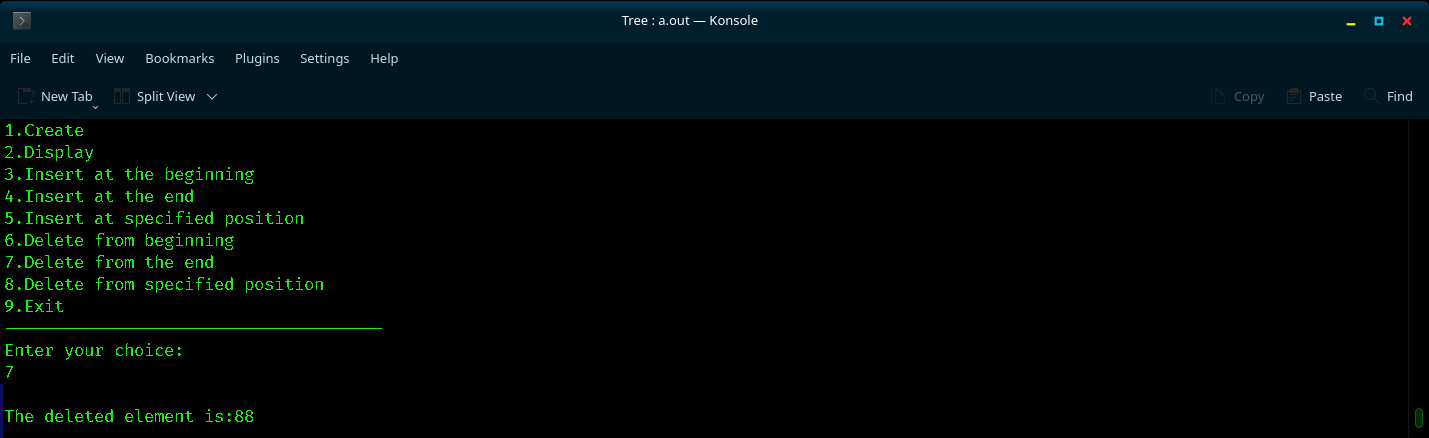 Tree : a.out — Konsole
File Edit View Bookmarks Plugins Settings Help
New Tab Split View Copy Paste Find
1.Create
2.Display
3.Insert at the beginning
4.Insert at the end
5.Insert at specified position
6.Delete from beginning
7.Delete from the end
8.Delete from specified position
9.Exit
Enter your choice:
7
The deleted element is:88